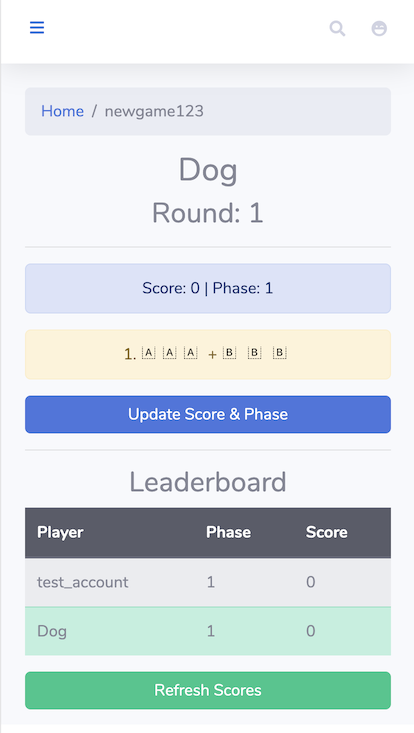 Home / newgame123
Dog
Round: 1
Score: 0 | Phase: 1
1. A A A + B B B
Update Score & Phase
Leaderboard
Player Phase Score
test_account 1 0
Dog 1 0
Refresh Scores